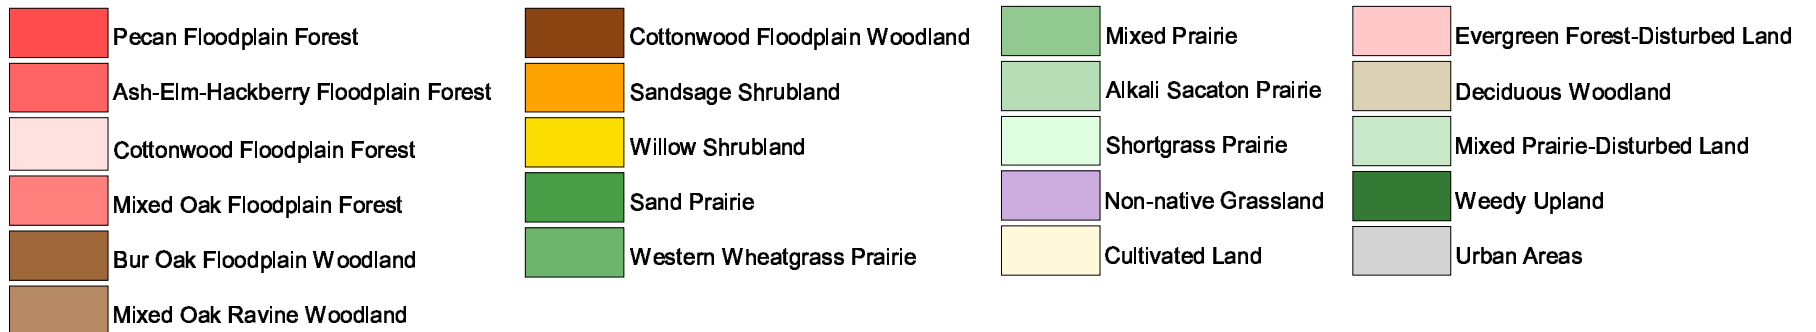 Pecan Floodplain Forest
Ash-Elm-Hackberry Floodplain Forest
Cottonwood Floodplain Forest
Mixed Oak Floodplain Forest
Bur Oak Floodplain Woodland
Mixed Oak Ravine Woodland
Cottonwood Floodplain Woodland
Sandsage Shrubland
Willow Shrubland
Sand Prairie
Western Wheatgrass Prairie
Mixed Prairie
Alkali Sacaton Prairie
Shortgrass Prairie
Non-native Grassland
Cultivated Land
Evergreen Forest-Disturbed Land
Deciduous Woodland
Mixed Prairie-Disturbed Land
Weedy Upland
Urban Areas